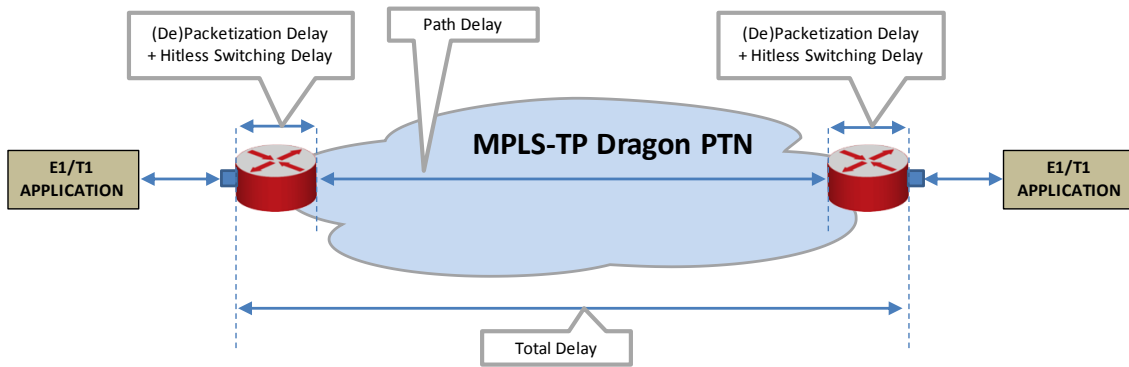 (De)Packetization Delay
+ Hitless Switching Delay
Path Delay
(De)Packetization Delay
+ Hitless Switching Delay
MPLS-TP Dragon PTN
E1/T1
APPLICATION
E1/T1
APPLICATION
Total Delay